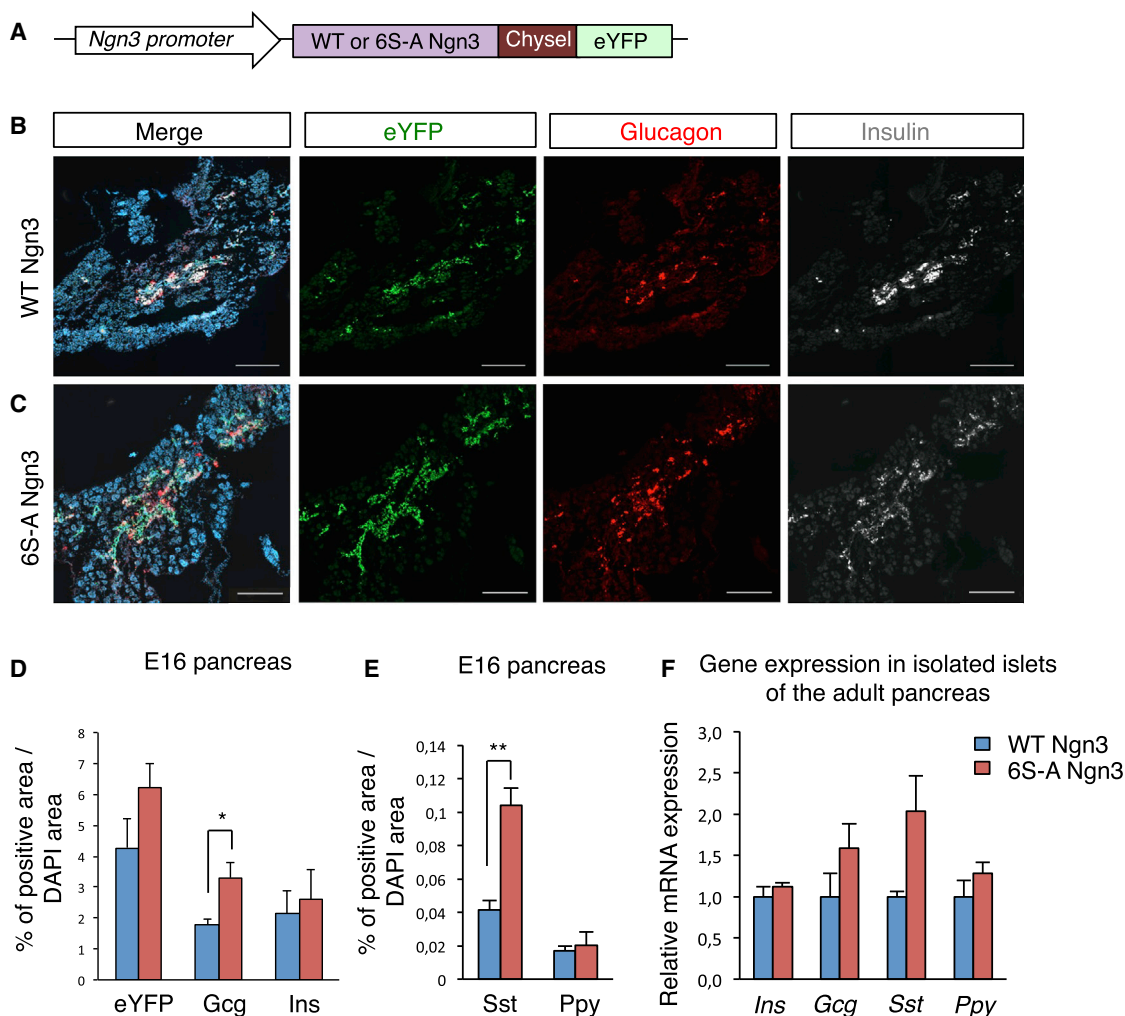 A
Ngn3 promoter
WT or 6S-A Ngn3
Chysel
eYFP
B
Merge
eYFP
Glucagon
Insulin
WT Ngn3
C
6S-A Ngn3
D
E16 pancreas
% of positive area /
DAPI area
8
7
6
5
4
3
2
1
0
*
eYFP
Gcg
Ins
E
E16 pancreas
% of positive area /
DAPI area
0,14
0,12
0,1
0,08
0,06
0,04
0,02
0
**
Sst
Ppy
F
Gene expression in isolated islets
of the adult pancreas
Relative mRNA expression
3,0
2,5
2,0
1,5
1,0
0,5
0,0
WT Ngn3
6S-A Ngn3
Ins
Gcg
Sst
Ppy